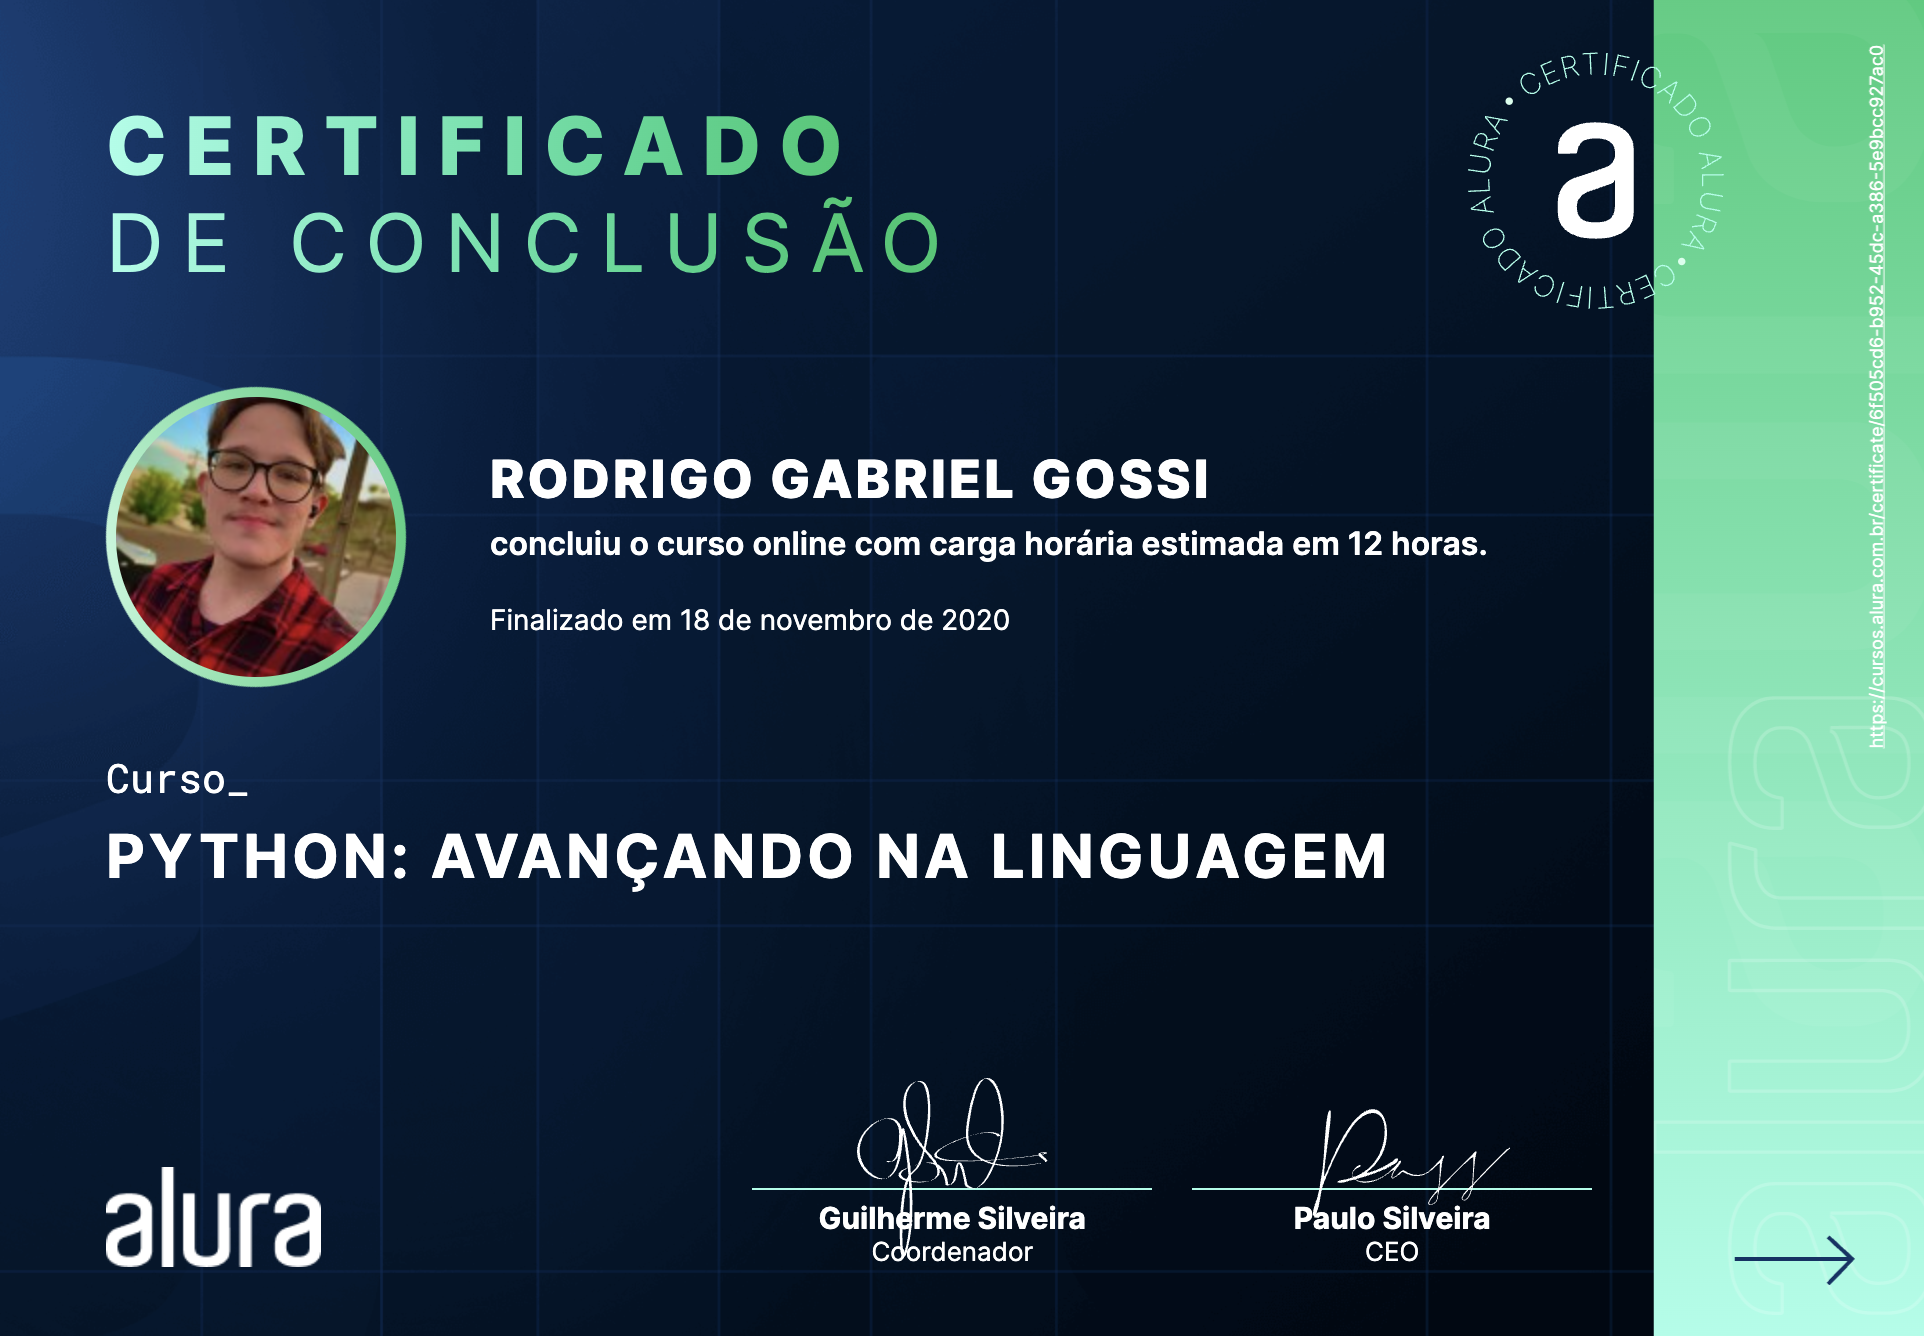 CERTIFICADO
DE CONCLUSÃO
CERTIFICADO ALURA • CERTIFICADO ALURA •
a
RODRIGO GABRIEL GOSSI
concluiu o curso online com carga horária estimada em 12 horas.
Finalizado em 18 de novembro de 2020
Curso_
PYTHON: AVANÇANDO NA LINGUAGEM
alura
Guilherme Silveira
Coordenador
Paulo Silveira
CEO
https://cursos.alura.com.br/certificate/6f505cd6-b952-45dc-a386-5e9bcc927ac0
alura